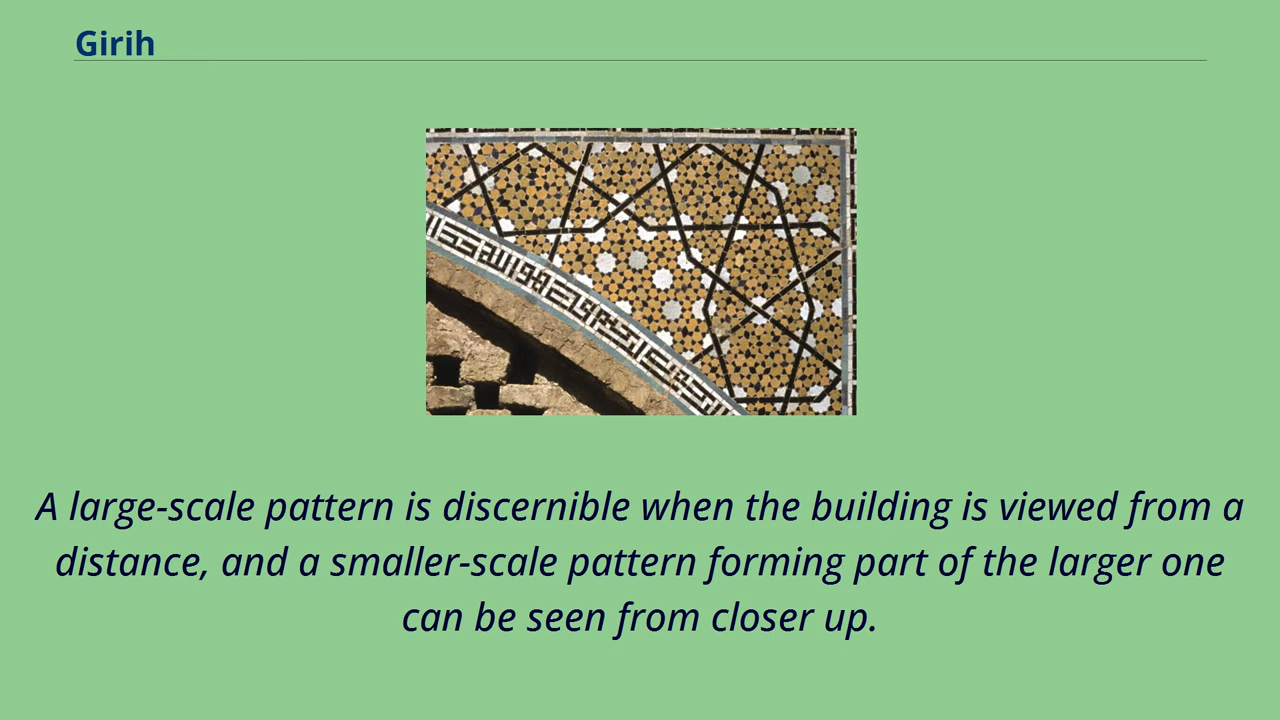 Girih
A large-scale pattern is discernible when the building is viewed from a
distance, and a smaller-scale pattern forming part of the larger one
can be seen from closer up.